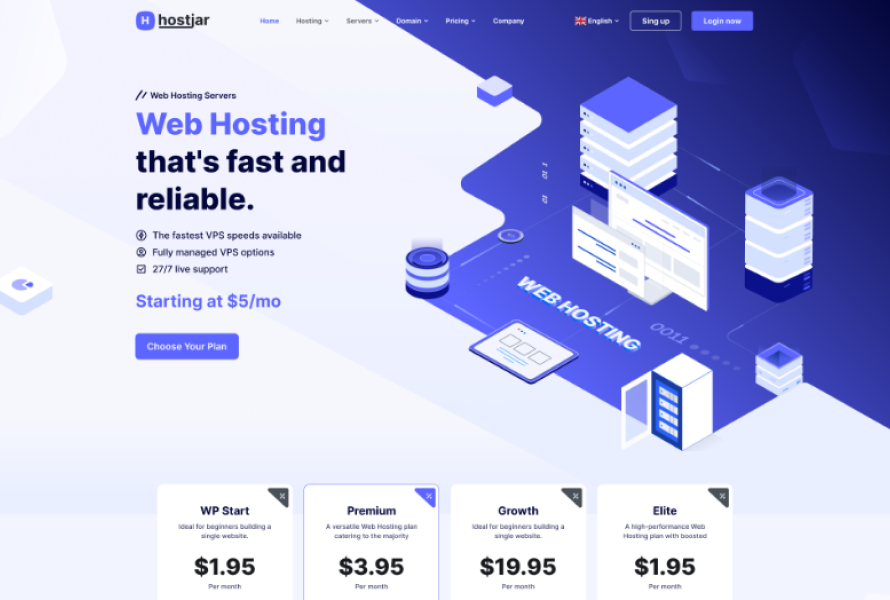 H hostjar
Home Hosting Servers Domain Pricing Company English Sing up Login now
// Web Hosting Servers
Web Hosting
that's fast and
reliable.
The fastest VPS speeds available
Fully managed VPS options
27/7 live support
Starting at $5/mo
Choose Your Plan
WEB HOSTING
0011
WP Start
Ideal for beginners building a
single website.
$1.95
Per month
Premium
A versatile Web Hosting plan
catering to the majority
$3.95
Per month
Growth
Ideal for beginners building a
single website.
$19.95
Per month
Elite
A high-performance Web
Hosting plan with boosted
$1.95
Per month